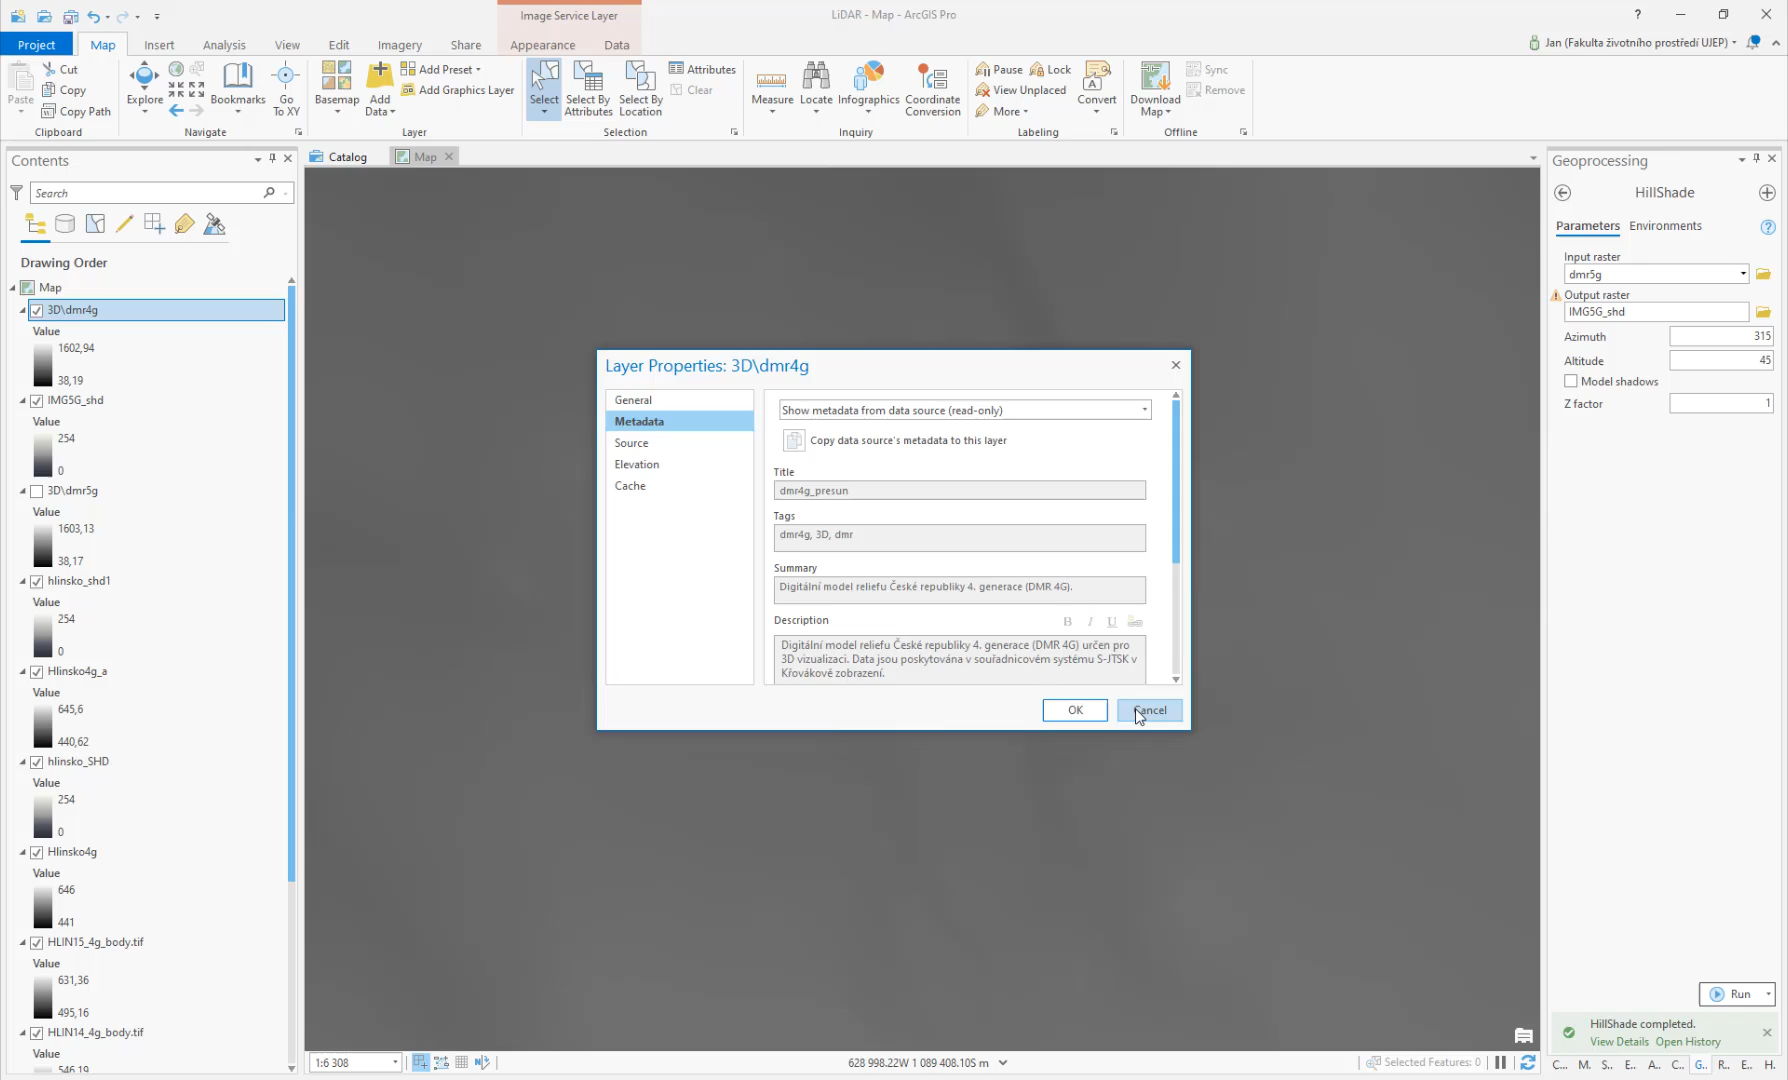 Image Service Layer
LiDAR - Map - ArcGIS Pro
?
Project
Map
Insert
Analysis
View
Edit
Imagery
Share
Appearance
Data
Jan (Fakulta životního prostředí UJEP)
Paste
Cut
Copy
Copy Path
Clipboard
Explore
Bookmarks
Go To XY
Navigate
Basemap
Add Data
Add Preset
Add Graphics Layer
Layer
Select
Select By Attributes
Select By Location
Attributes
Clear
Selection
Measure
Locate
Infographics
Coordinate Conversion
Inquiry
Pause
Lock
View Unplaced
More
Convert
Labeling
Download Map
Sync
Remove
Offline
Contents
Search
Drawing Order
Map
3D\dmr4g
Value
1602,94
38,19
IMG5G_shd
Value
254
0
3D\dmr5g
Value
1603,13
38,17
hlinsko_shd1
Value
254
0
Hlinsko4g_a
Value
645,6
440,62
hlinsko_SHD
Value
254
0
Hlinsko4g
Value
646
441
HLIN15_4g_body.tif
Value
631,36
495,16
HLIN14_4g_body.tif
Value
546,19
Catalog
Map
Layer Properties: 3D\dmr4g
General
Metadata
Source
Elevation
Cache
Show metadata from data source (read-only)
Copy data source's metadata to this layer
Title
dmr4g_presun
Tags
dmr4g, 3D, dmr
Summary
Digitální model reliefu České republiky 4. generace (DMR 4G).
Description
B I U
Digitální model reliefu České republiky 4. generace (DMR 4G) určen pro
3D vizualizaci. Data jsou poskytována v souřadnicovém systému S-JTSK v
Křovákově zobrazení.
OK
Cancel
1:6 308
628 998.22W 1 089 408.10S m
Selected Features: 0
Geoprocessing
HillShade
Parameters
Environments
?
Input raster
dmr5g
Output raster
IMG5G_shd
Azimuth
315
Altitude
45
Model shadows
Z factor
1
Run
HillShade completed.
View Details Open History
C... M. S.. E.. A.. C.. G.. R.. E.. H.